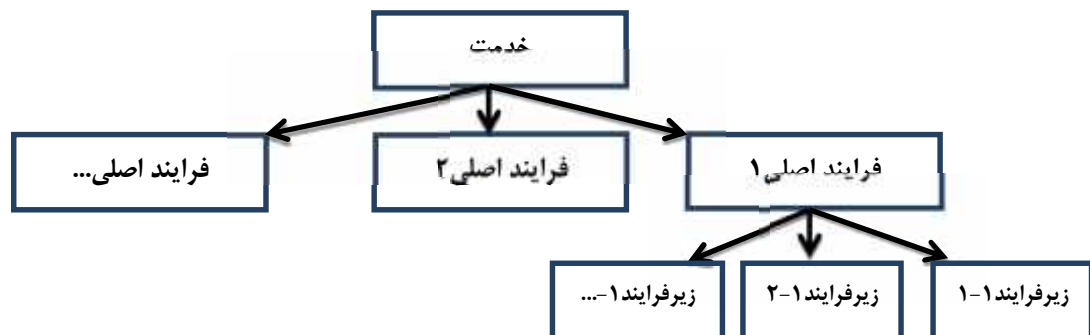 خدمت
فرایند اصلی۱
فرایند اصلی۲
فرایند اصلی...
زیرفرایند۱-۱
زیرفرایند۱-۲
زیرفرایند۱-...